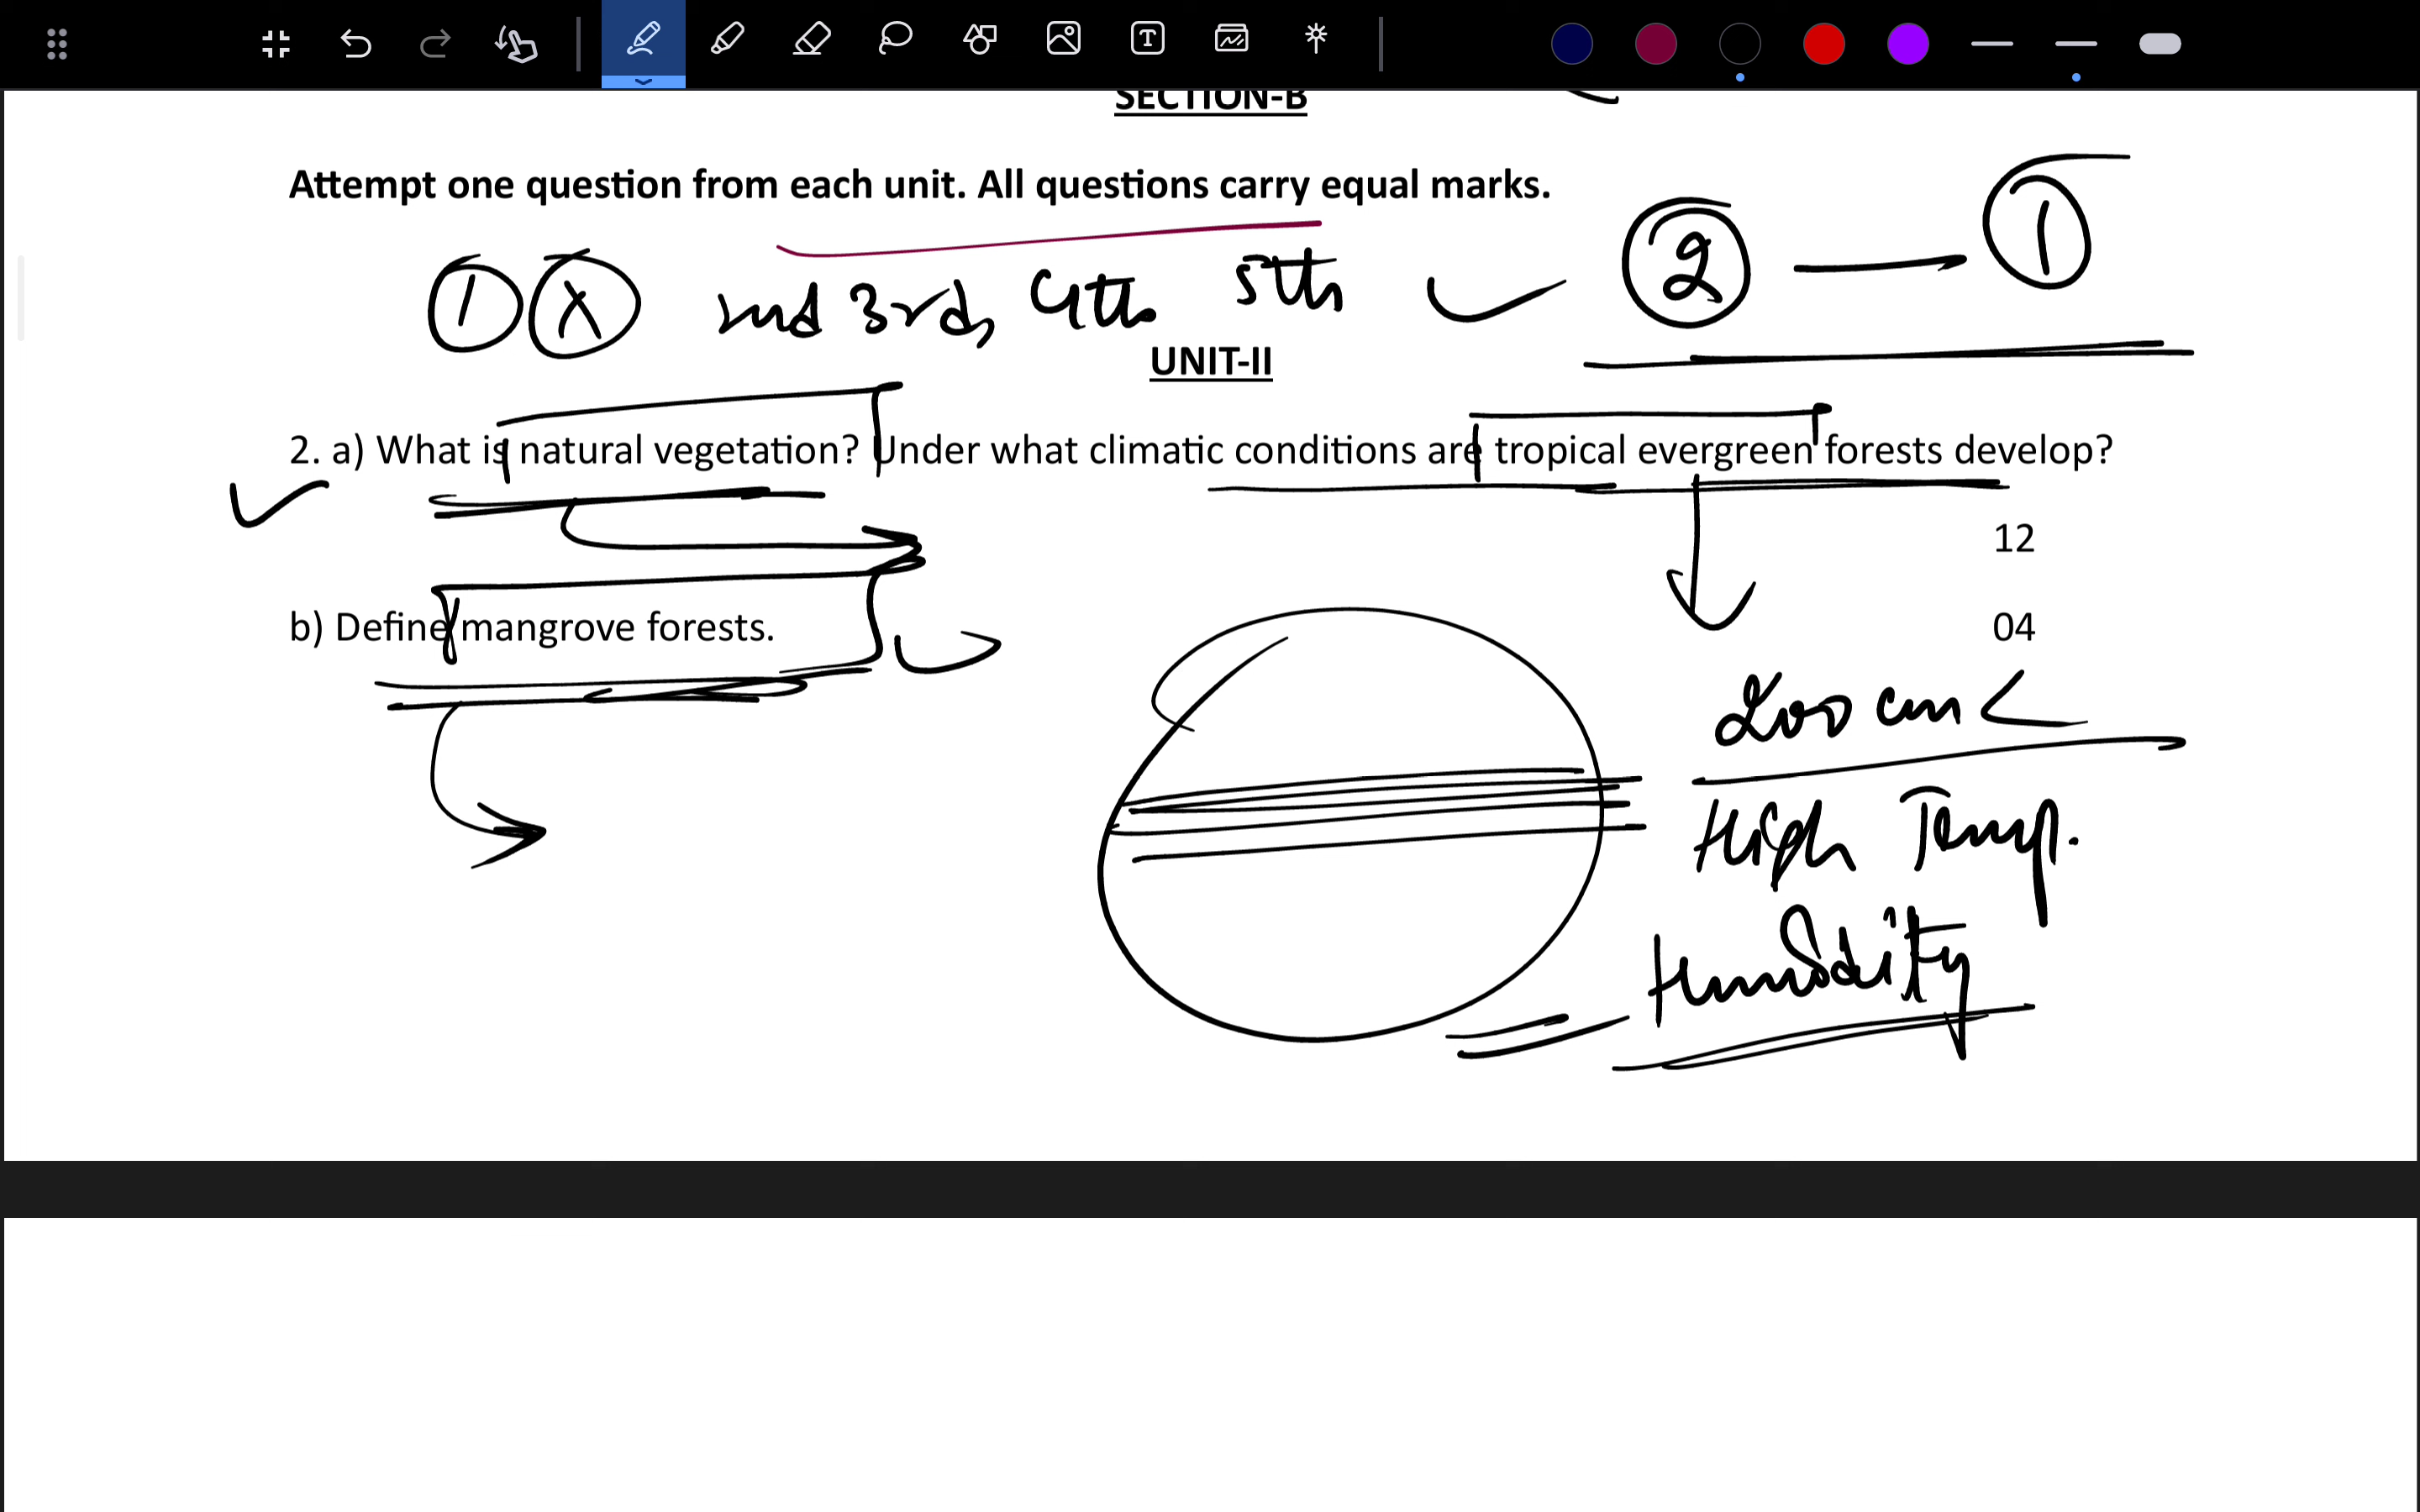 SECTION-B
Attempt one question from each unit. All questions carry equal marks.
1 X nd 3rd, 4th 5th 2 1
UNIT-II
2. a) What is natural vegetation? Under what climatic conditions are tropical evergreen forests develop?
12
b) Define mangrove forests.
04
200 cm <
High Temp.
Humidity